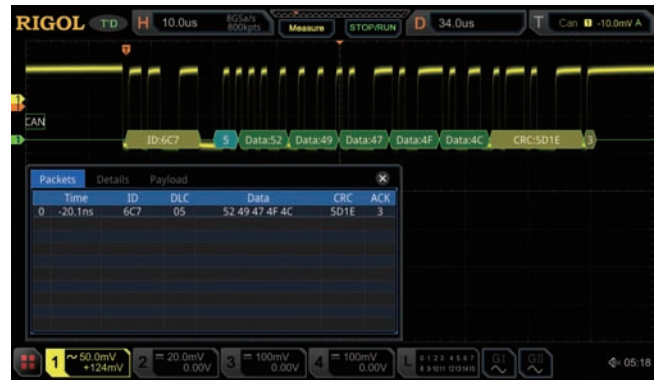 RIGOL T'D H 10.0us 8GSa/s 800kpts Measure STOP/RUN D 34.0us T Can 1 -10.0mV A
T
1
CAN
1 ID:6C7 5 Data:52 Data:49 Data:47 Data:4F Data:4C CRC:5D1E 3
Packets Details Payload
Time ID DLC Data CRC ACK
0 -20.1ns 6C7 05 52 49 47 4F 4C 5D1E 3
1 50.0mV +124mV 2 20.0mV 0.00V 3 100mV 0.00V 4 100mV 0.00V L 0 1 2 3 4 5 6 7 8 9 10 11 12 13 14 15 GI GII 05:18